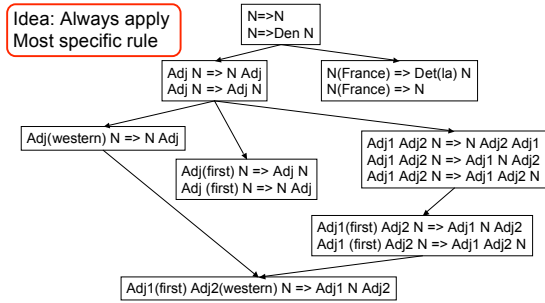 Idea: Always apply
Most specific rule
N=>N
N=>Den N
Adj N => N Adj
Adj N => Adj N
N(France) => Det(la) N
N(France) => N
Adj(western) N => N Adj
Adj(first) N => Adj N
Adj (first) N => N Adj
Adj1 Adj2 N => N Adj2 Adj1
Adj1 Adj2 N => Adj1 N Adj2
Adj1 Adj2 N => Adj1 Adj2 N
Adj1(first) Adj2 N => Adj1 N Adj2
Adj1 (first) Adj2 N => Adj1 Adj2 N
Adj1(first) Adj2(western) N => Adj1 N Adj2